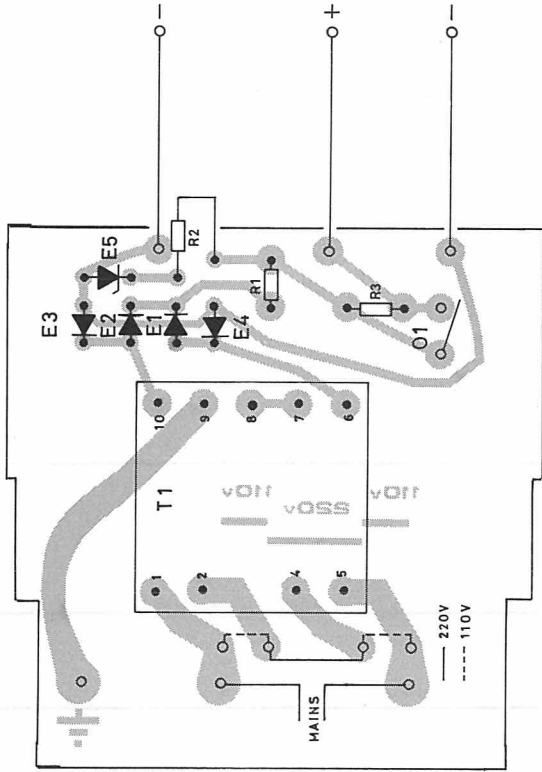 −
+
−
E3
E5
R2
E2
E1
E4
R1
R3
O1
T1
10
9
8
7
6
1
2
4
5
110v
220v
110v
MAINS
220V
110V